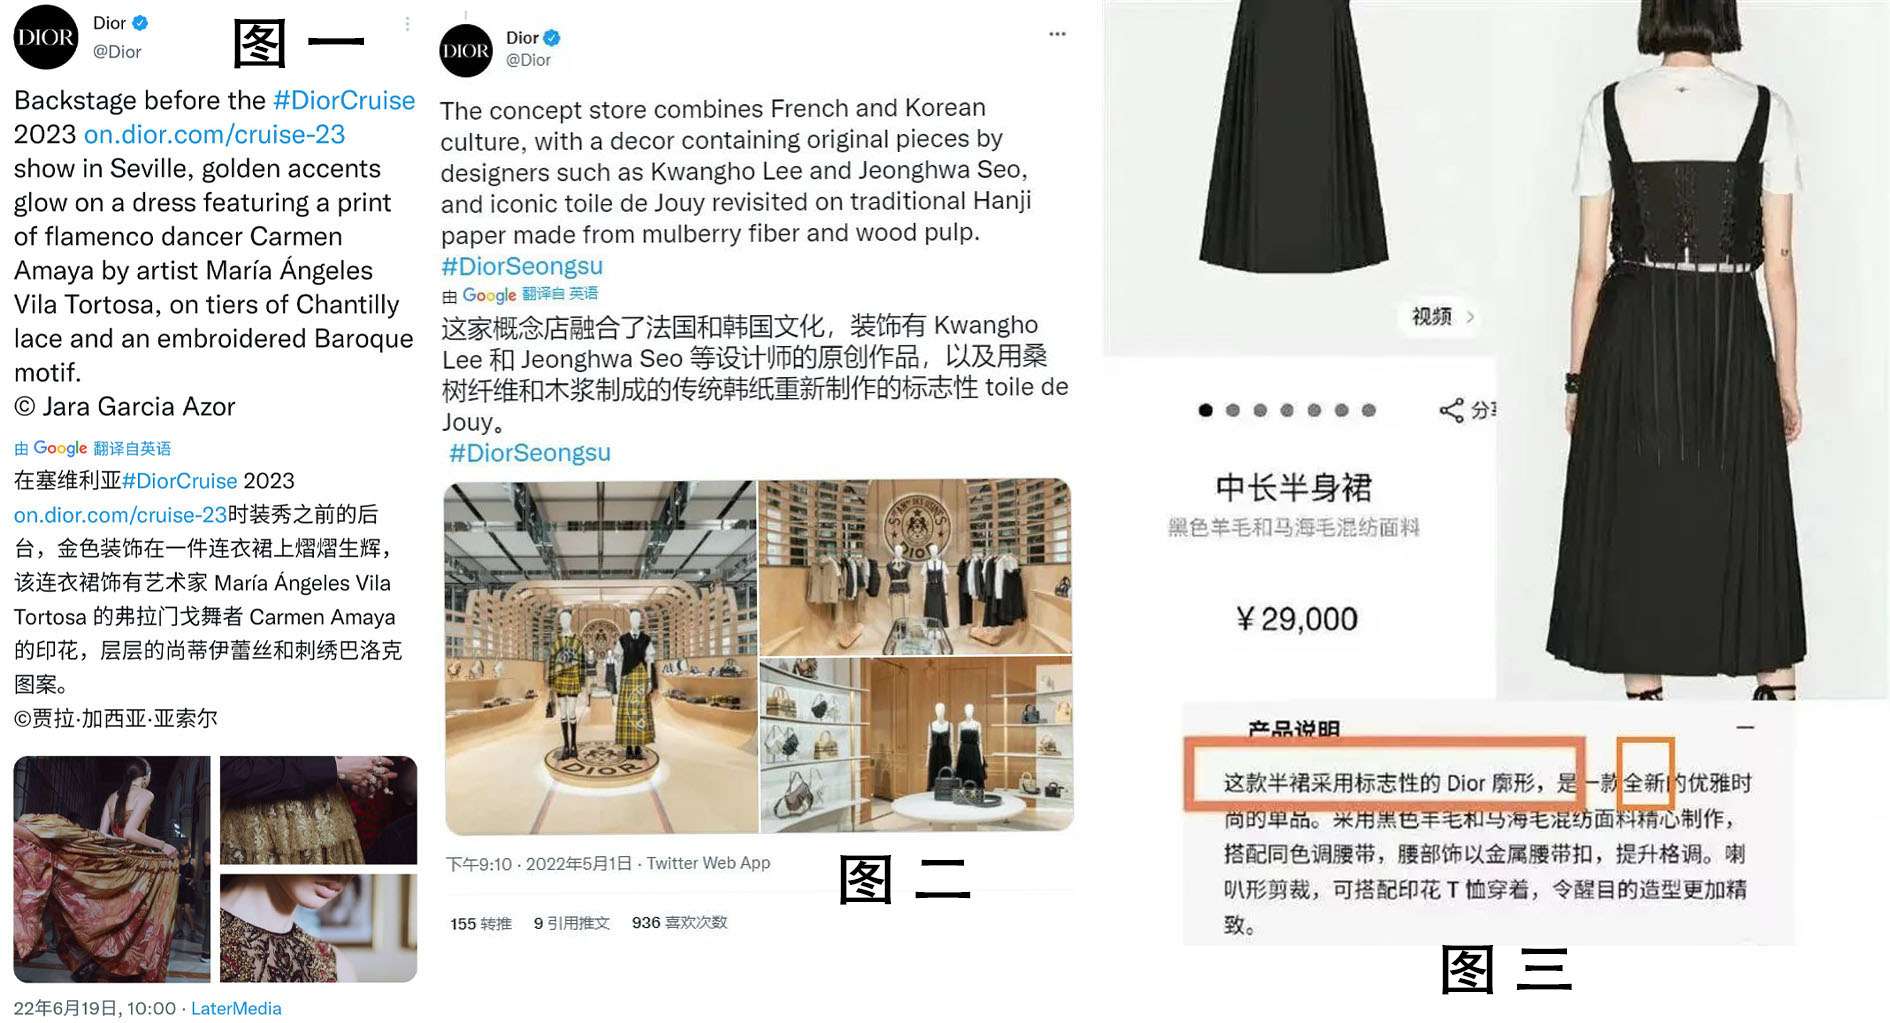 DIOR
Dior
@Dior
图一
Backstage before the #DiorCruise
2023 on.dior.com/cruise-23
show in Seville, golden accents
glow on a dress featuring a print
of flamenco dancer Carmen
Amaya by artist María Ángeles
Vila Tortosa, on tiers of Chantilly
lace and an embroidered Baroque
motif.
© Jara Garcia Azor
由 Google 翻译自英语
在塞维利亚#DiorCruise 2023
on.dior.com/cruise-23时装秀之前的后
台，金色装饰在一件连衣裙上熠熠生辉，
该连衣裙饰有艺术家 María Ángeles Vila
Tortosa 的弗拉门戈舞者 Carmen Amaya
的印花，层层的尚蒂伊蕾丝和刺绣巴洛克
图案。
©贾拉·加西亚·亚索尔
22年6月19日, 10:00 · LaterMedia
DIOR
Dior
@Dior
The concept store combines French and Korean
culture, with a decor containing original pieces by
designers such as Kwangho Lee and Jeonghwa Seo,
and iconic toile de Jouy revisited on traditional Hanji
paper made from mulberry fiber and wood pulp.
#DiorSeongsu
由 Google 翻译自 英语
这家概念店融合了法国和韩国文化，装饰有 Kwangho
Lee 和 Jeonghwa Seo 等设计师的原创作品，以及用桑
树纤维和木浆制成的传统韩纸重新制作的标志性 toile de
Jouy。
#DiorSeongsu
DIOR
DIOR
下午9:10 · 2022年5月1日 · Twitter Web App
图二
155 转推 9 引用推文 936 喜欢次数
视频
分享
中长半身裙
黑色羊毛和马海毛混纺面料
￥29,000
产品说明
这款半裙采用标志性的 Dior 廓形，是一款全新的优雅时
尚的单品。采用黑色羊毛和马海毛混纺面料精心制作，
搭配同色调腰带，腰部饰以金属腰带扣，提升格调。喇
叭形剪裁，可搭配印花 T 恤穿着，令醒目的造型更加精
致。
图三